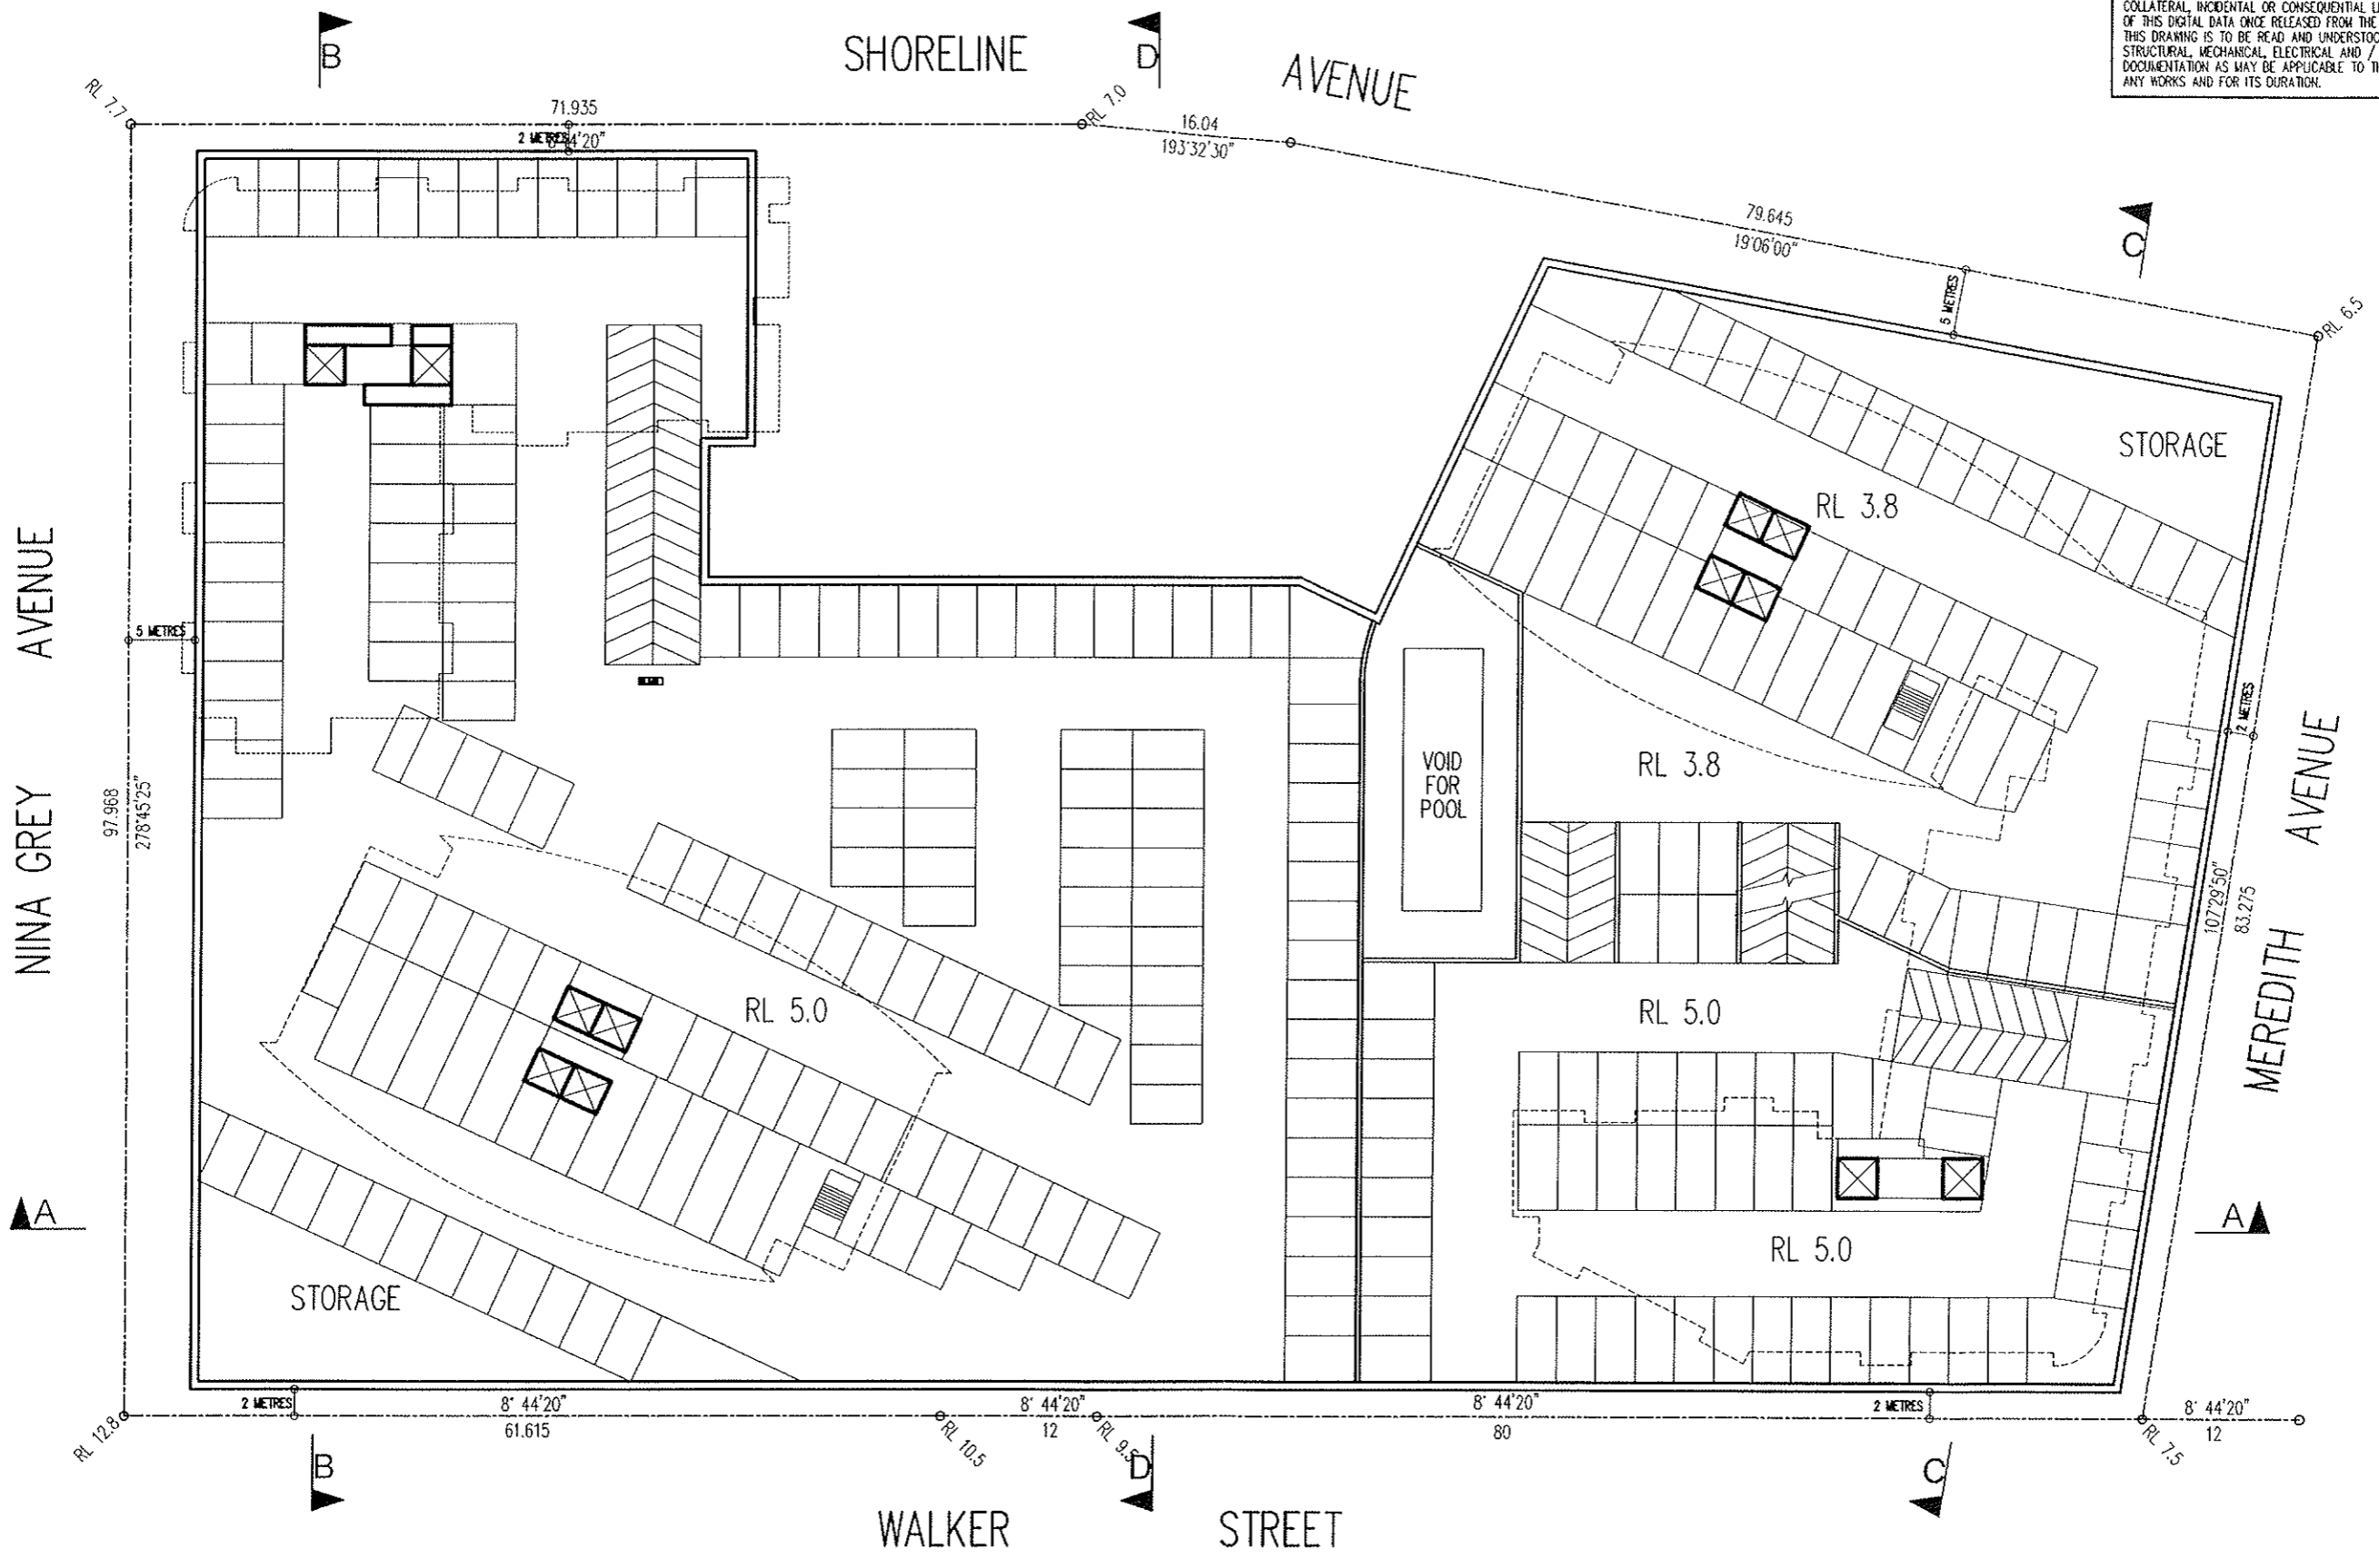 COLLATERAL, INCIDENTAL OR CONSEQUENTIAL
OF THIS DIGITAL DATA ONCE RELEASED FROM THE
THIS DRAWING IS TO BE READ AND UNDERSTOO
STRUCTURAL, MECHANICAL, ELECTRICAL AND /
DOCUMENTATION AS MAY BE APPLICABLE TO TH
ANY WORKS AND FOR ITS DURATION.
B
SHORELINE
D
AVENUE
RL 7.7
71.935
2 METRES
RL 7.0
16.04
193°32'30"
79.645
19°06'00"
C
5 METRES
RL 6.5
STORAGE
RL 3.8
NINA GREY AVENUE
5 METRES
97.968
278°45'25"
VOID
FOR
POOL
RL 3.8
2 METRES
MEREDITH AVENUE
107°29'50"
83.275
RL 5.0
RL 5.0
A
A
RL 5.0
STORAGE
2 METRES
8° 44'20"
8° 44'20"
8° 44'20"
2 METRES
8° 44'20"
RL 12.8
61.615
RL 10.5
12
RL 9.5
80
RL 7.5
12
B
D
C
WALKER STREET